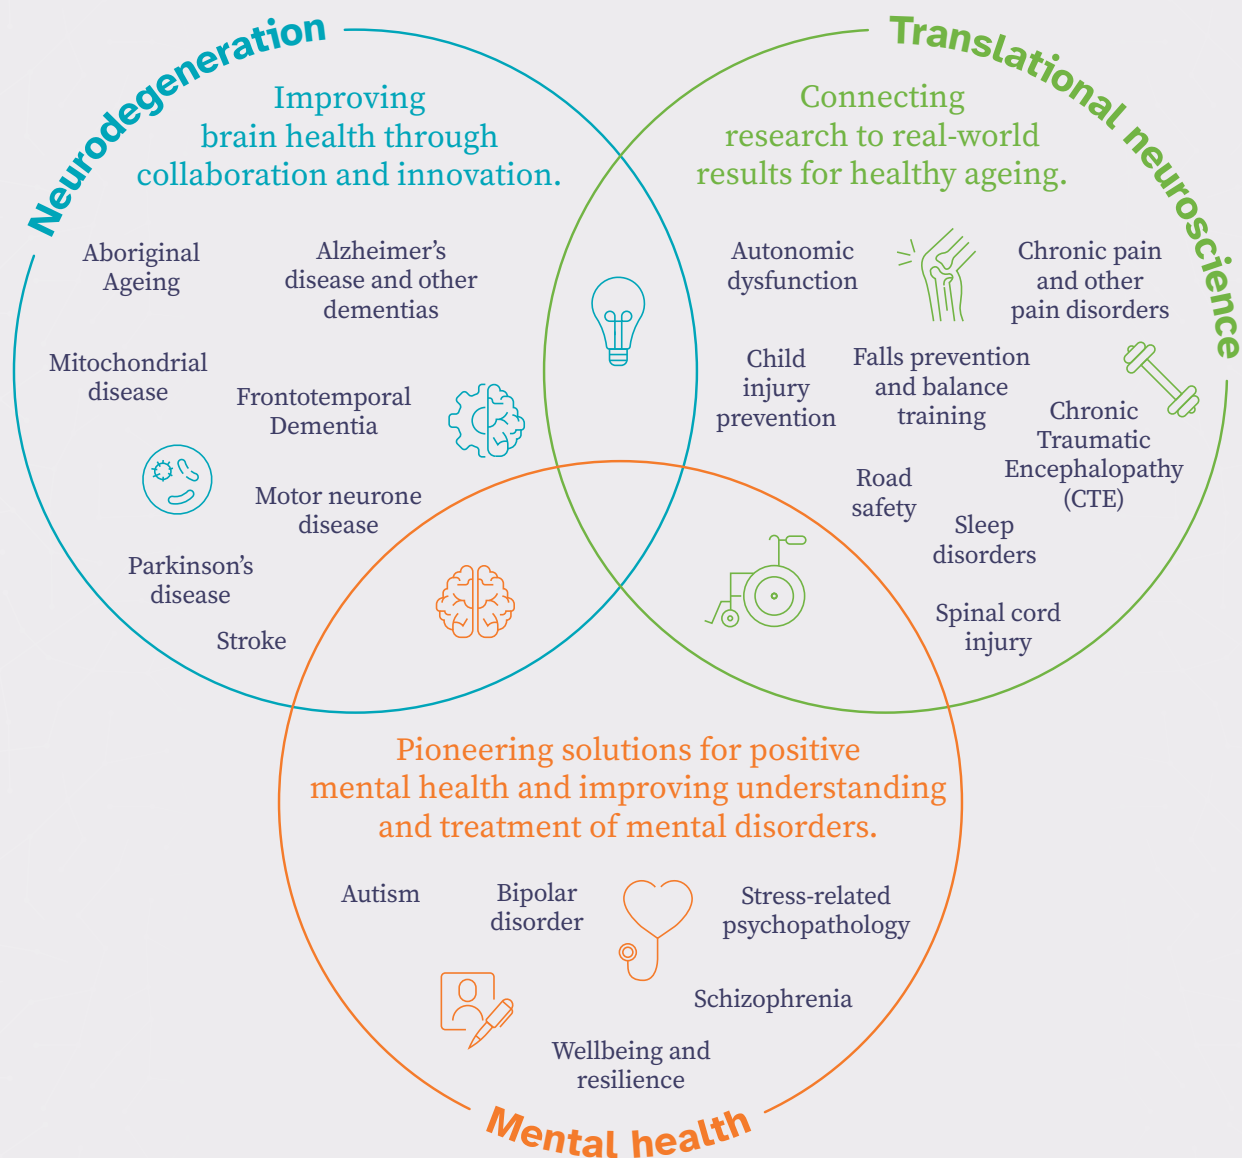 Neurodegeneration
Improving
brain health through
collaboration and innovation.
Aboriginal
Ageing
Alzheimer’s
disease and other
dementias
Mitochondrial
disease
Frontotemporal
Dementia
Motor neurone
disease
Parkinson’s
disease
Stroke
Translational neuroscience
Connecting
research to real-world
results for healthy ageing.
Autonomic
dysfunction
Chronic pain
and other
pain disorders
Child
injury
prevention
Falls prevention
and balance
training
Chronic
Traumatic
Encephalopathy
(CTE)
Road
safety
Sleep
disorders
Spinal cord
injury
Pioneering solutions for positive
mental health and improving understanding
and treatment of mental disorders.
Autism
Bipolar
disorder
Stress-related
psychopathology
Schizophrenia
Wellbeing and
resilience
Mental health